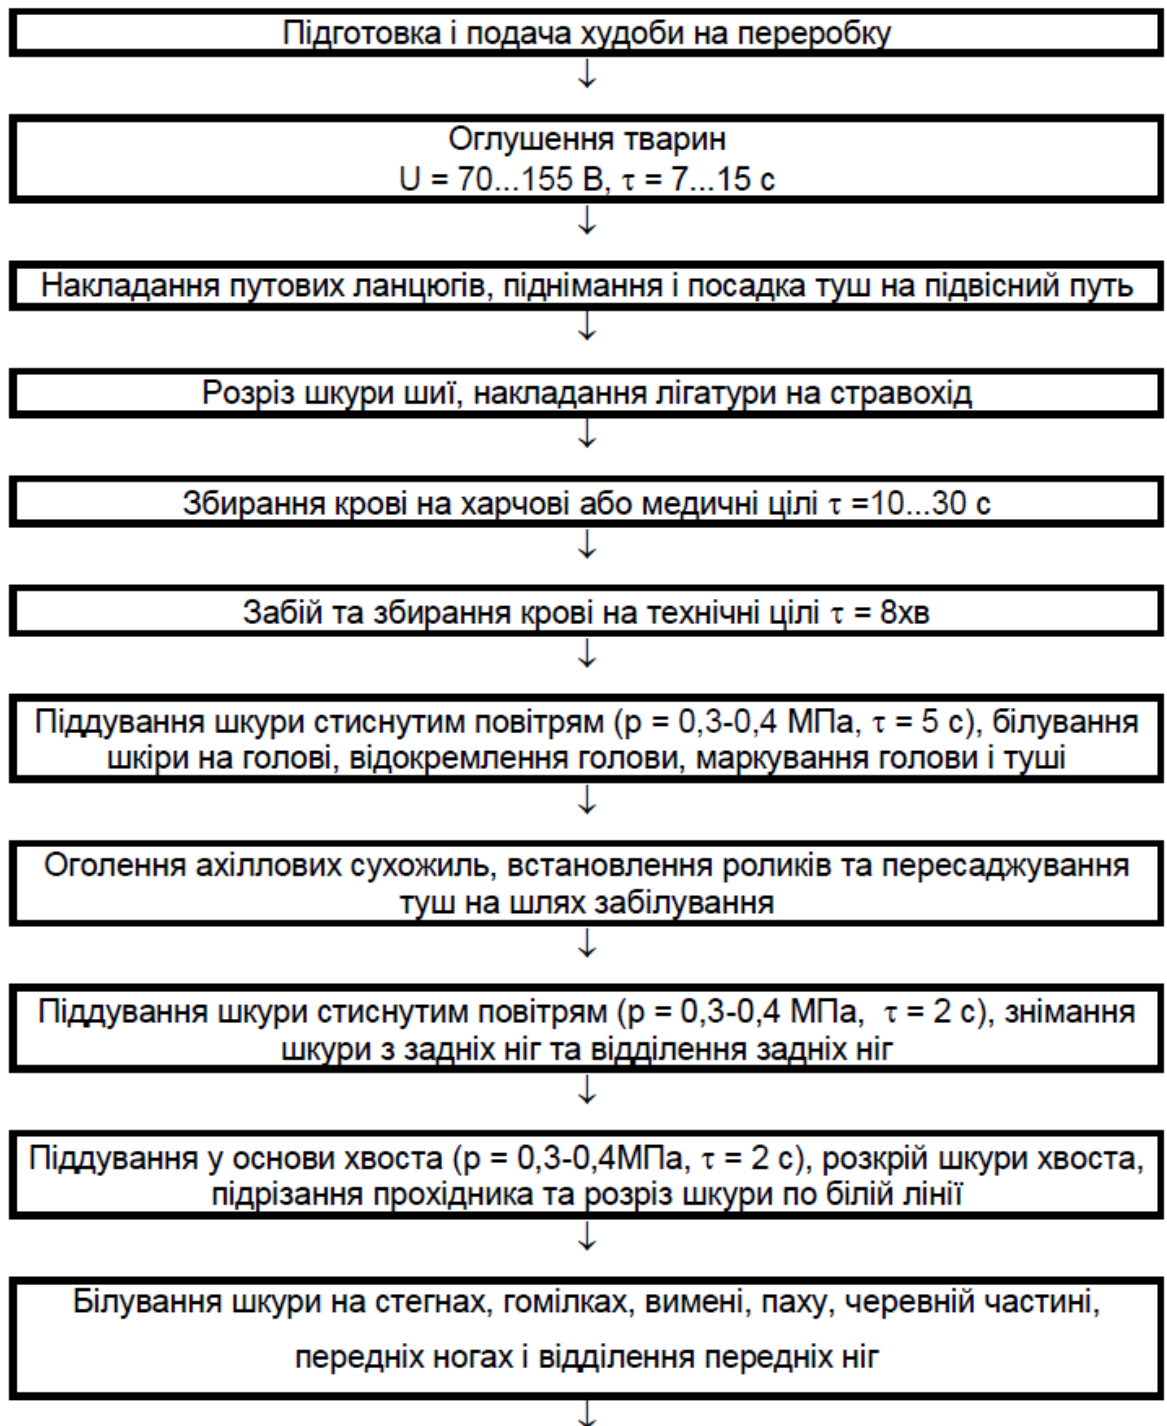 Підготовка і подача худоби на переробку
↓
Оглушення тварин
U = 70...155 В, τ = 7...15 с
↓
Накладання путових ланцюгів, піднімання і посадка туш на підвісний путь
↓
Розріз шкури шиї, накладання лігатури на стравохід
↓
Збирання крові на харчові або медичні цілі τ =10...30 с
↓
Забій та збирання крові на технічні цілі τ = 8хв
↓
Піддування шкури стиснутим повітрям (р = 0,3-0,4 МПа, τ = 5 с), білування
шкіри на голові, відокремлення голови, маркування голови і туші
↓
Оголення ахіллових сухожиль, встановлення роликів та пересаджування
туш на шлях забілування
↓
Піддування шкури стиснутим повітрям (р = 0,3-0,4 МПа, τ = 2 с), знімання
шкури з задніх ніг та відділення задніх ніг
↓
Піддування у основи хвоста (р = 0,3-0,4МПа, τ = 2 с), розкрій шкури хвоста,
підрізання прохідника та розріз шкури по білій лінії
↓
Білування шкури на стегнах, гомілках, вимені, паху, черевній частині,
передніх ногах і відділення передніх ніг
↓